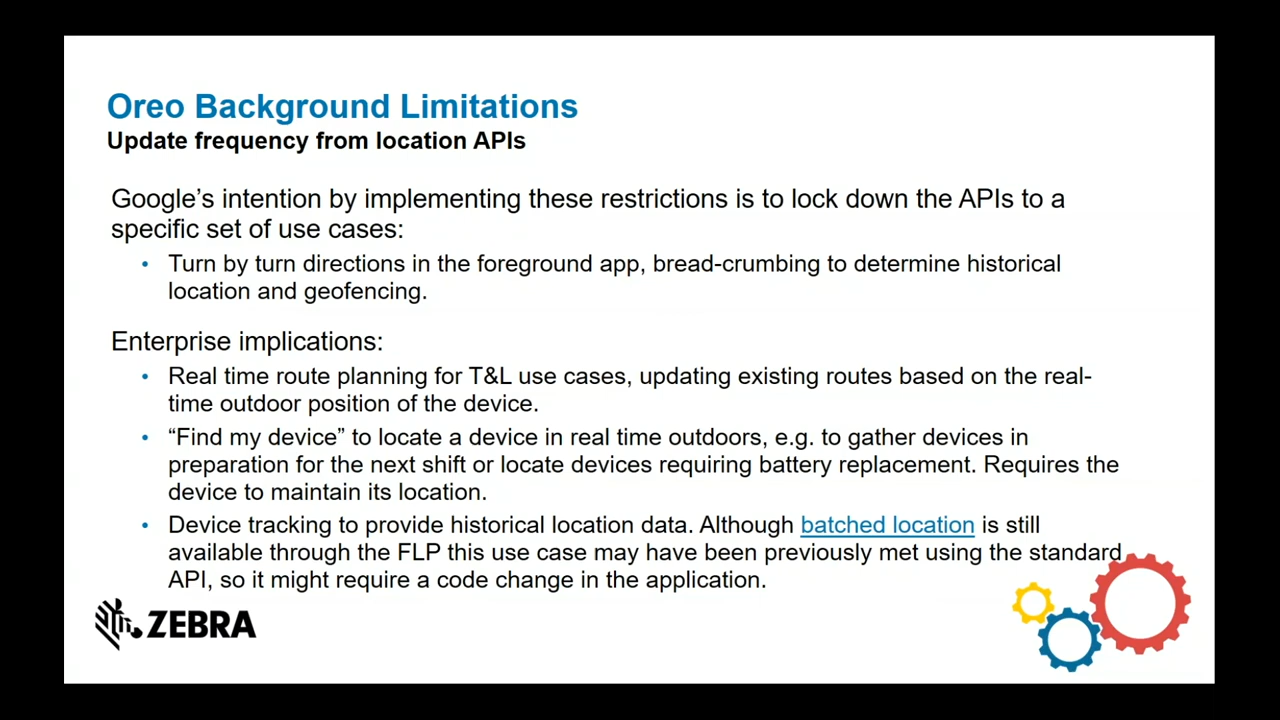 Oreo Background Limitations
Update frequency from location APIs
Google’s intention by implementing these restrictions is to lock down the APIs to a
specific set of use cases:
• Turn by turn directions in the foreground app, bread-crumbing to determine historical
location and geofencing.
Enterprise implications:
• Real time route planning for T&L use cases, updating existing routes based on the real-
time outdoor position of the device.
• “Find my device” to locate a device in real time outdoors, e.g. to gather devices in
preparation for the next shift or locate devices requiring battery replacement. Requires the
device to maintain its location.
• Device tracking to provide historical location data. Although batched location is still
available through the FLP this use case may have been previously met using the standard
API, so it might require a code change in the application.
ZEBRA